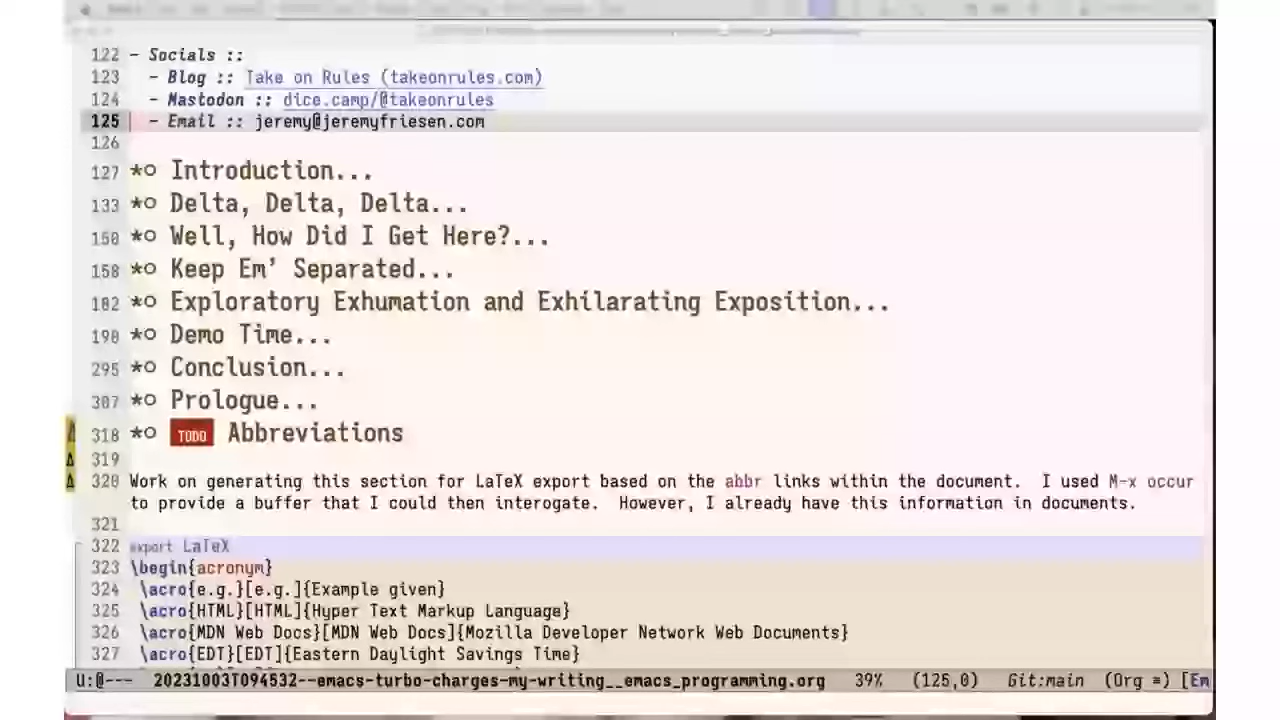 122 - Socials ::
123 - Blog :: Take on Rules (takeonrules.com)
124 - Mastodon :: dice.camp/@takeonrules
125 - Email :: jeremy@jeremyfriesen.com
126
127 *○ Introduction...
133 *○ Delta, Delta, Delta...
150 *○ Well, How Did I Get Here?...
158 *○ Keep Em’ Separated...
182 *○ Exploratory Exhumation and Exhilarating Exposition...
190 *○ Demo Time...
295 *○ Conclusion...
307 *○ Prologue...
318 *○ TODO Abbreviations
319
320 Work on generating this section for LaTeX export based on the abbr links within the document. I used M-x occur
to provide a buffer that I could then interogate. However, I already have this information in documents.
321
322 export LaTeX
323 \begin{acronym}
324 \acro{e.g.}[e.g.]{Example given}
325 \acro{HTML}[HTML]{Hyper Text Markup Language}
326 \acro{MDN Web Docs}[MDN Web Docs]{Mozilla Developer Network Web Documents}
327 \acro{EDT}[EDT]{Eastern Daylight Savings Time}
U:@--- 20231003T094532--emacs-turbo-charges-my-writing__emacs_programming.org 39% (125,0) Git:main (Org ≡) [Em